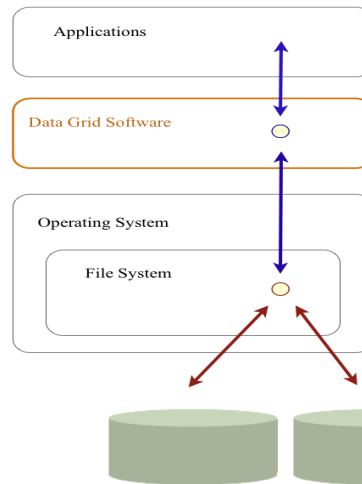 Applications
Data Grid Software
Operating System
File System